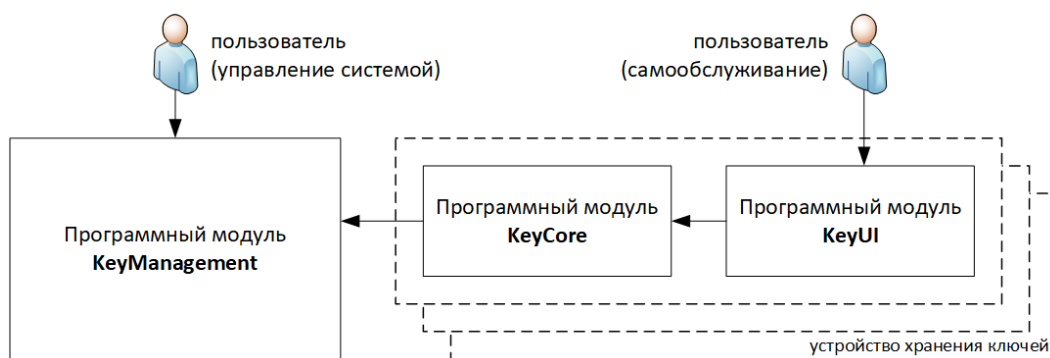 пользователь
(управление системой)
пользователь
(самообслуживание)
Программный модуль
KeyManagement
Программный модуль
KeyCore
Программный модуль
KeyUI
устройство хранения ключей